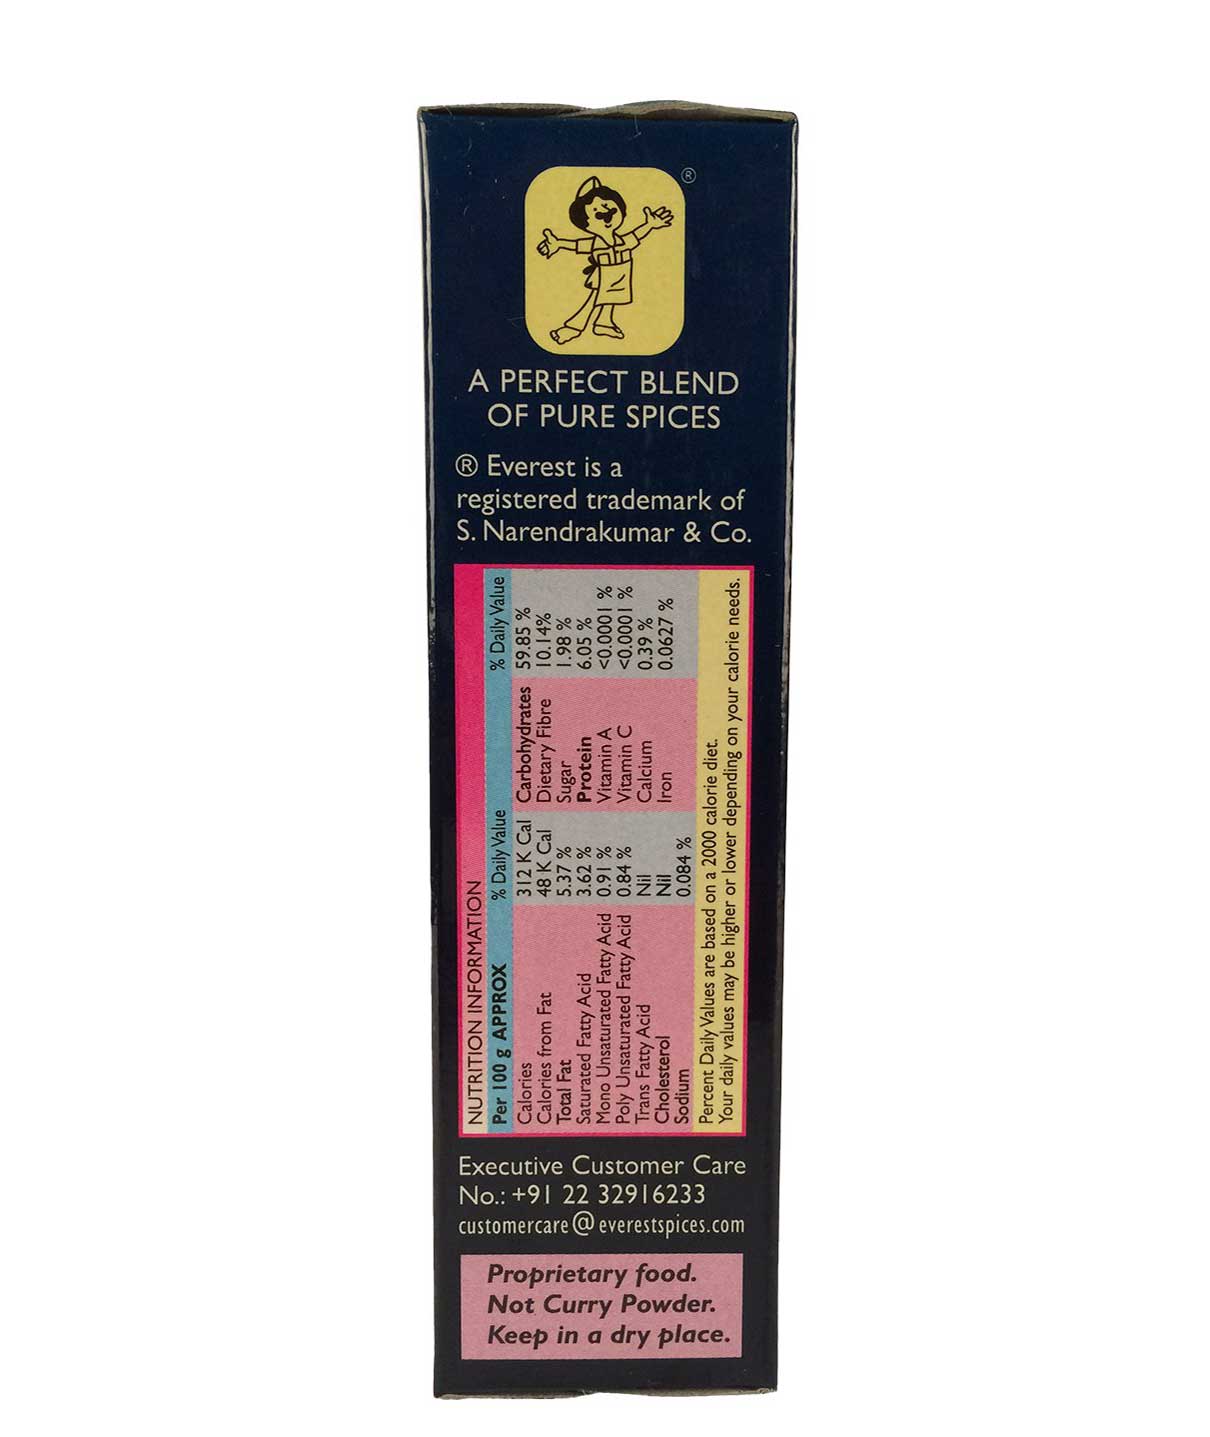 ®
A PERFECT BLEND
OF PURE SPICES
® Everest is a
registered trademark of
S. Narendrakumar & Co.
NUTRITION INFORMATION
Per 100 g APPROX % Daily Value % Daily Value
Calories 312 K Cal Carbohydrates 59.85 %
Calories from Fat 48 K Cal Dietary Fibre 10.14%
Total Fat 5.37 % Sugar 1.98 %
Saturated Fatty Acid 3.62 % Protein 6.05 %
Mono Unsaturated Fatty Acid 0.91 % Vitamin A <0.0001 %
Poly Unsaturated Fatty Acid 0.84 % Vitamin C <0.0001 %
Trans Fatty Acid Nil Calcium 0.39 %
Cholesterol Nil Iron 0.0627 %
Sodium 0.084 %
Percent Daily Values are based on a 2000 calorie diet.
Your daily values may be higher or lower depending on your calorie needs.
Executive Customer Care
No.: +91 22 32916233
customercare@everestspices.com
Proprietary food.
Not Curry Powder.
Keep in a dry place.